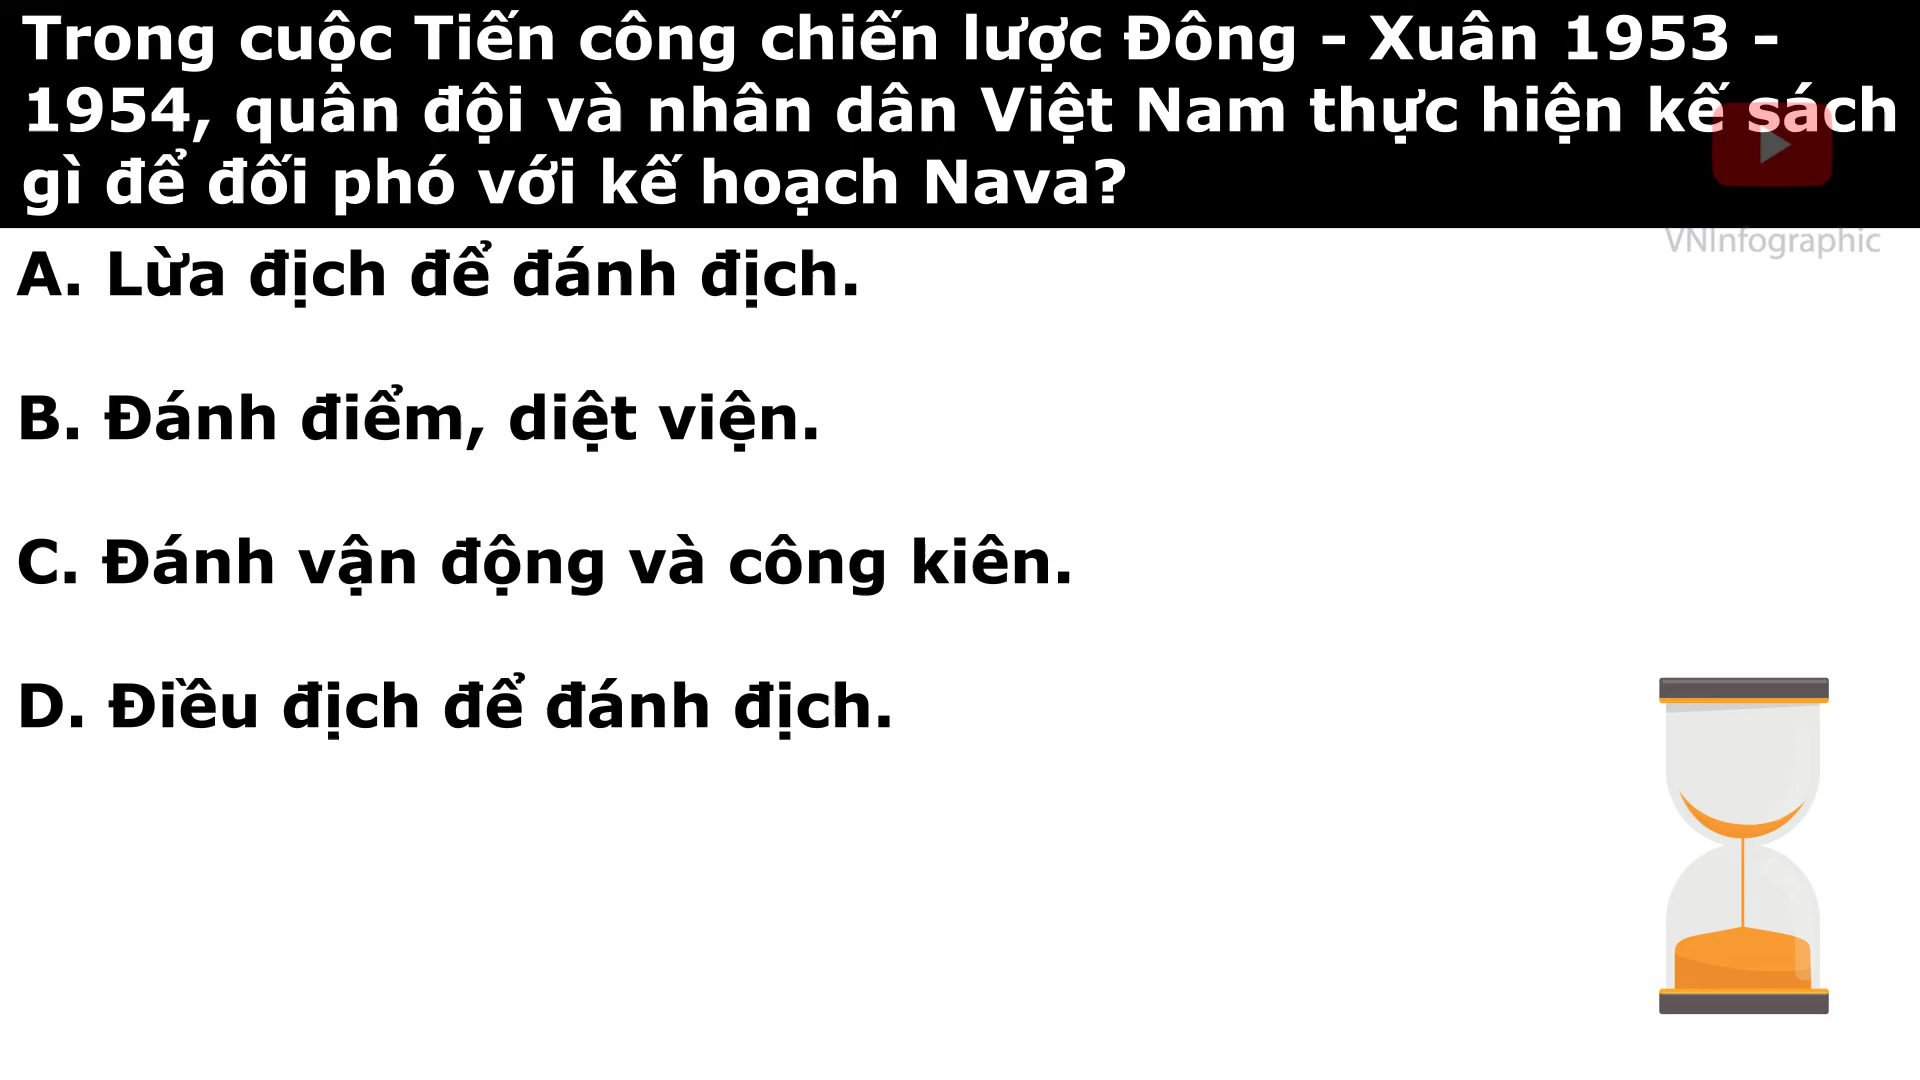 Trong cuộc Tiến công chiến lược Đông - Xuân 1953 -
1954, quân đội và nhân dân Việt Nam thực hiện kế sách
gì để đối phó với kế hoạch Nava?
VNInfographic
A. Lừa địch để đánh địch.
B. Đánh điểm, diệt viện.
C. Đánh vận động và công kiên.
D. Điều địch để đánh địch.